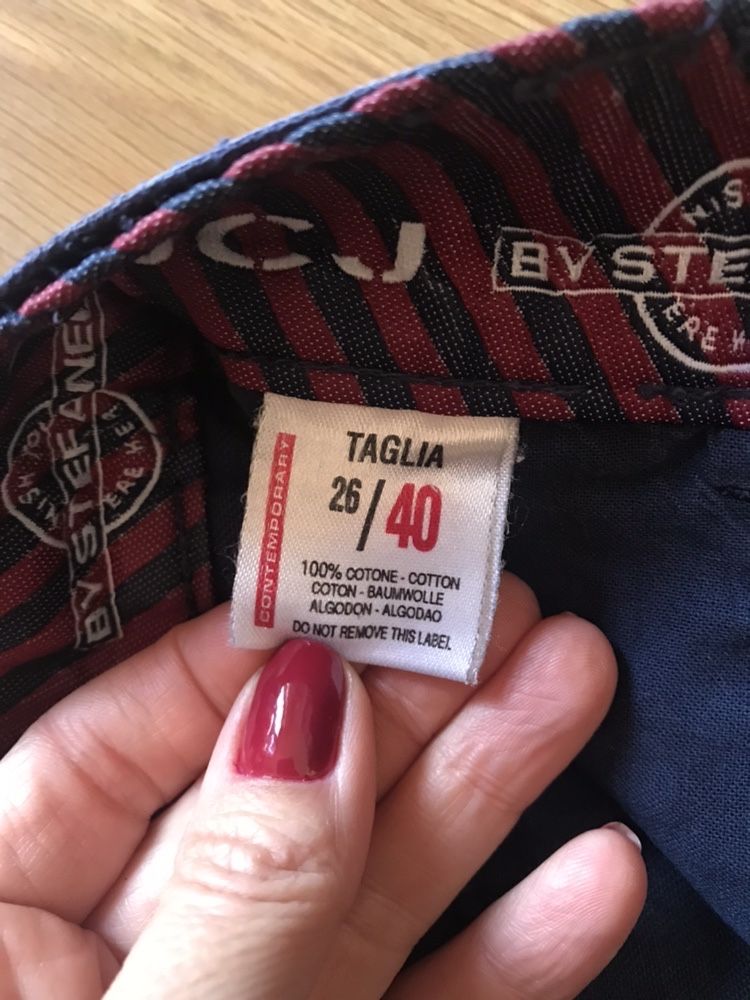 CJ
BY STE
BY STEFANEL
TAGLIA
26/40
CONTEMPORARY
100% COTONE - COTTON
COTON - BAUMWOLLE
ALGODON - ALGODAO
DO NOT REMOVE THIS LABEL